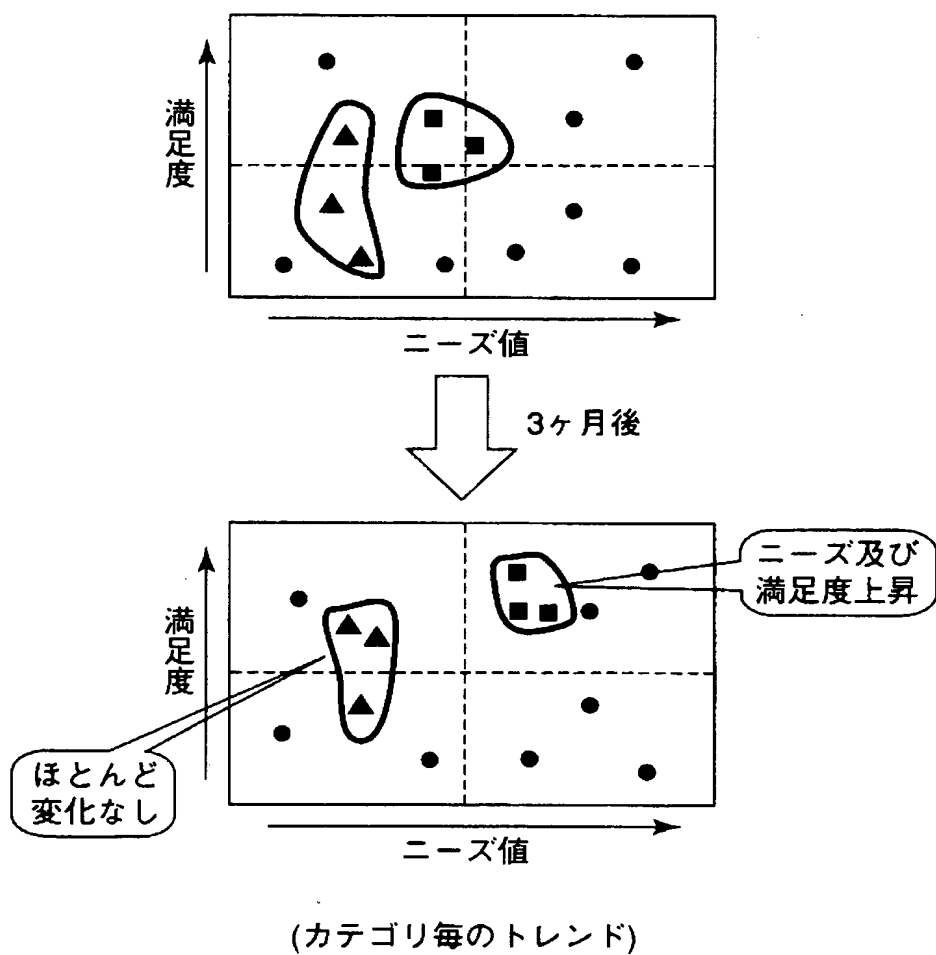 満足度
ニーズ値
3ヶ月後
ニーズ及び
満足度上昇
満足度
ほとんど
変化なし
ニーズ値
(カテゴリ毎のトレンド)